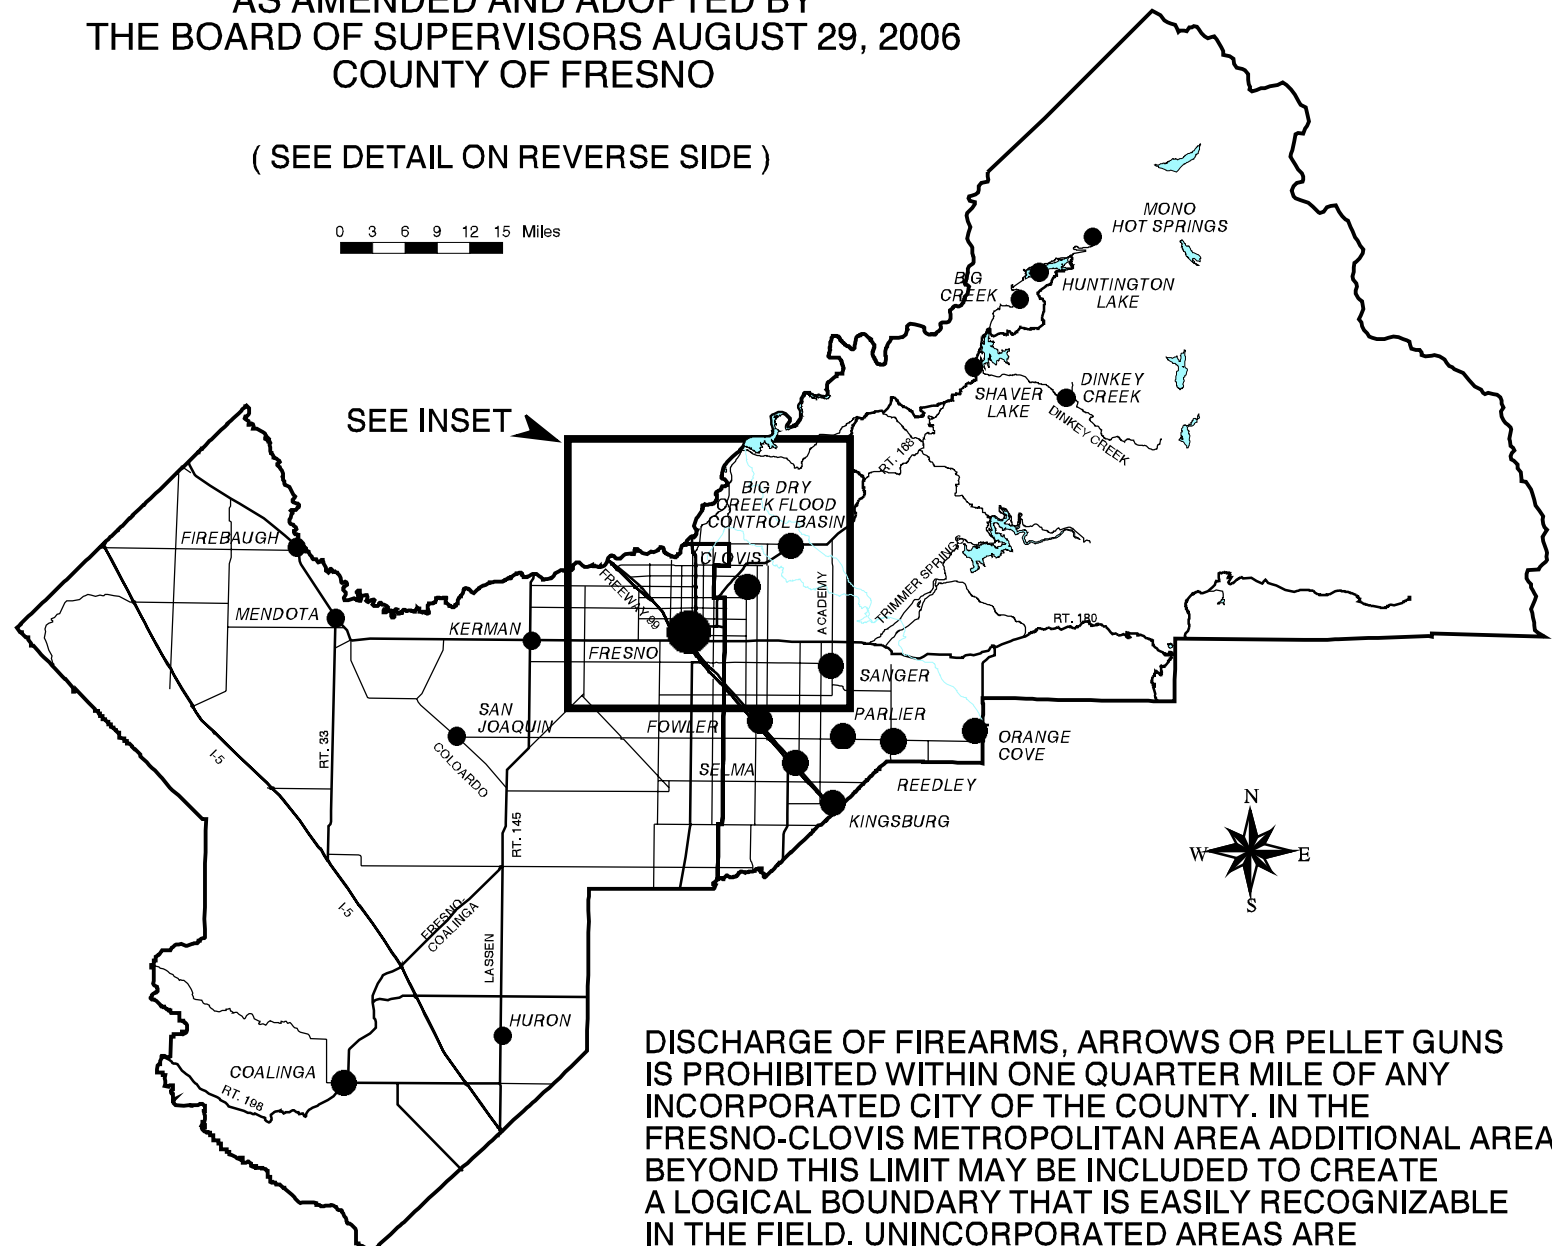 AS AMENDED AND ADOPTED BY
THE BOARD OF SUPERVISORS AUGUST 29, 2006
COUNTY OF FRESNO
( SEE DETAIL ON REVERSE SIDE )
0 3 6 9 12 15 Miles
MONO
HOT SPRINGS
BIG
CREEK
HUNTINGTON
LAKE
SHAVER
LAKE
DINKEY
CREEK
DINKEY CREEK
SEE INSET
RT. 168
BIG DRY
CREEK FLOOD
CONTROL BASIN
FIREBAUGH
CLOVIS
FREEWAY 99
ACADEMY
TRIMMER SPRINGS
MENDOTA
KERMAN
RT. 180
FRESNO
SANGER
SAN
JOAQUIN
FOWLER
PARLIER
ORANGE
COVE
I-5
RT. 33
COLOARDO
SELMA
REEDLEY
KINGSBURG
RT. 145
N
W
E
S
I-5
FRESNO-
COALINGA
LASSEN
HURON
COALINGA
RT. 198
DISCHARGE OF FIREARMS, ARROWS OR PELLET GUNS
IS PROHIBITED WITHIN ONE QUARTER MILE OF ANY
INCORPORATED CITY OF THE COUNTY. IN THE
FRESNO-CLOVIS METROPOLITAN AREA ADDITIONAL AREA
BEYOND THIS LIMIT MAY BE INCLUDED TO CREATE
A LOGICAL BOUNDARY THAT IS EASILY RECOGNIZABLE
IN THE FIELD. UNINCORPORATED AREAS ARE